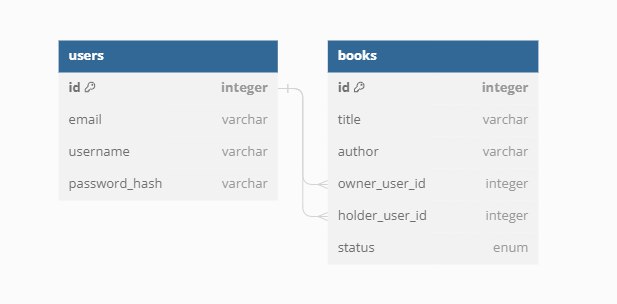 users
id integer
email varchar
username varchar
password_hash varchar
books
id integer
title varchar
author varchar
owner_user_id integer
holder_user_id integer
status enum